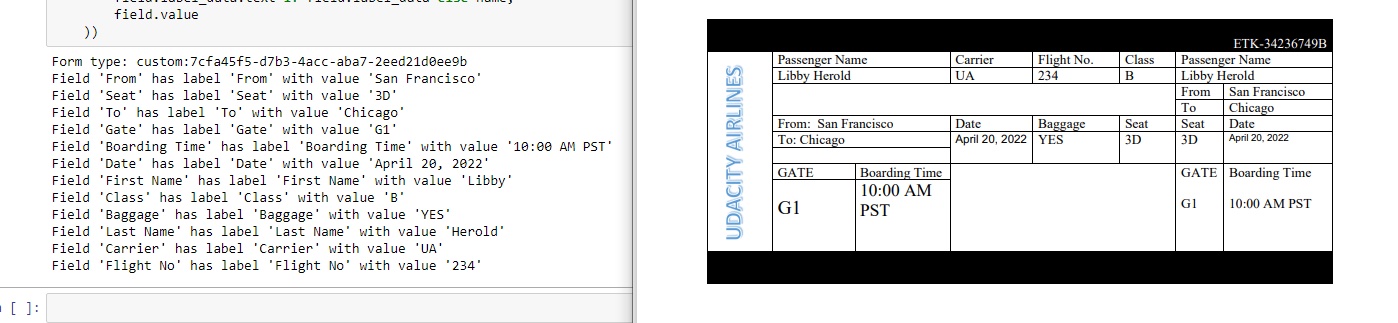 field.value
))
Form type: custom:7cfa45f5-d7b3-4acc-aba7-2eed21d0ee9b
Field 'From' has label 'From' with value 'San Francisco'
Field 'Seat' has label 'Seat' with value '3D'
Field 'To' has label 'To' with value 'Chicago'
Field 'Gate' has label 'Gate' with value 'G1'
Field 'Boarding Time' has label 'Boarding Time' with value '10:00 AM PST'
Field 'Date' has label 'Date' with value 'April 20, 2022'
Field 'First Name' has label 'First Name' with value 'Libby'
Field 'Class' has label 'Class' with value 'B'
Field 'Baggage' has label 'Baggage' with value 'YES'
Field 'Last Name' has label 'Last Name' with value 'Herold'
Field 'Carrier' has label 'Carrier' with value 'UA'
Field 'Flight No' has label 'Flight No' with value '234'
[ ]:
ETK-34236749B
UDACITY AIRLINES
Passenger Name Carrier Flight No. Class Passenger Name
Libby Herold UA 234 B Libby Herold
From San Francisco
To Chicago
From: San Francisco Date Baggage Seat Seat Date
To: Chicago April 20, 2022 YES 3D 3D April 20, 2022
GATE Boarding Time GATE Boarding Time
G1 10:00 AM PST G1 10:00 AM PST